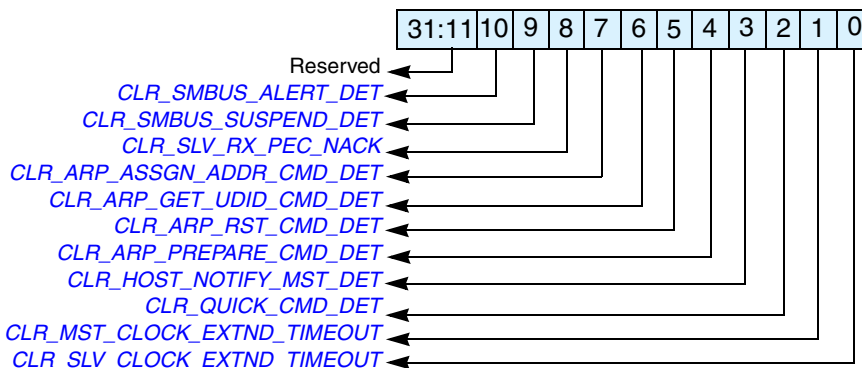 31:11 10 9 8 7 6 5 4 3 2 1 0
Reserved
CLR_SMBUS_ALERT_DET
CLR_SMBUS_SUSPEND_DET
CLR_SLV_RX_PEC_NACK
CLR_ARP_ASSGN_ADDR_CMD_DET
CLR_ARP_GET_UDID_CMD_DET
CLR_ARP_RST_CMD_DET
CLR_ARP_PREPARE_CMD_DET
CLR_HOST_NOTIFY_MST_DET
CLR_QUICK_CMD_DET
CLR_MST_CLOCK_EXTND_TIMEOUT
CLR_SLV_CLOCK_EXTND_TIMEOUT